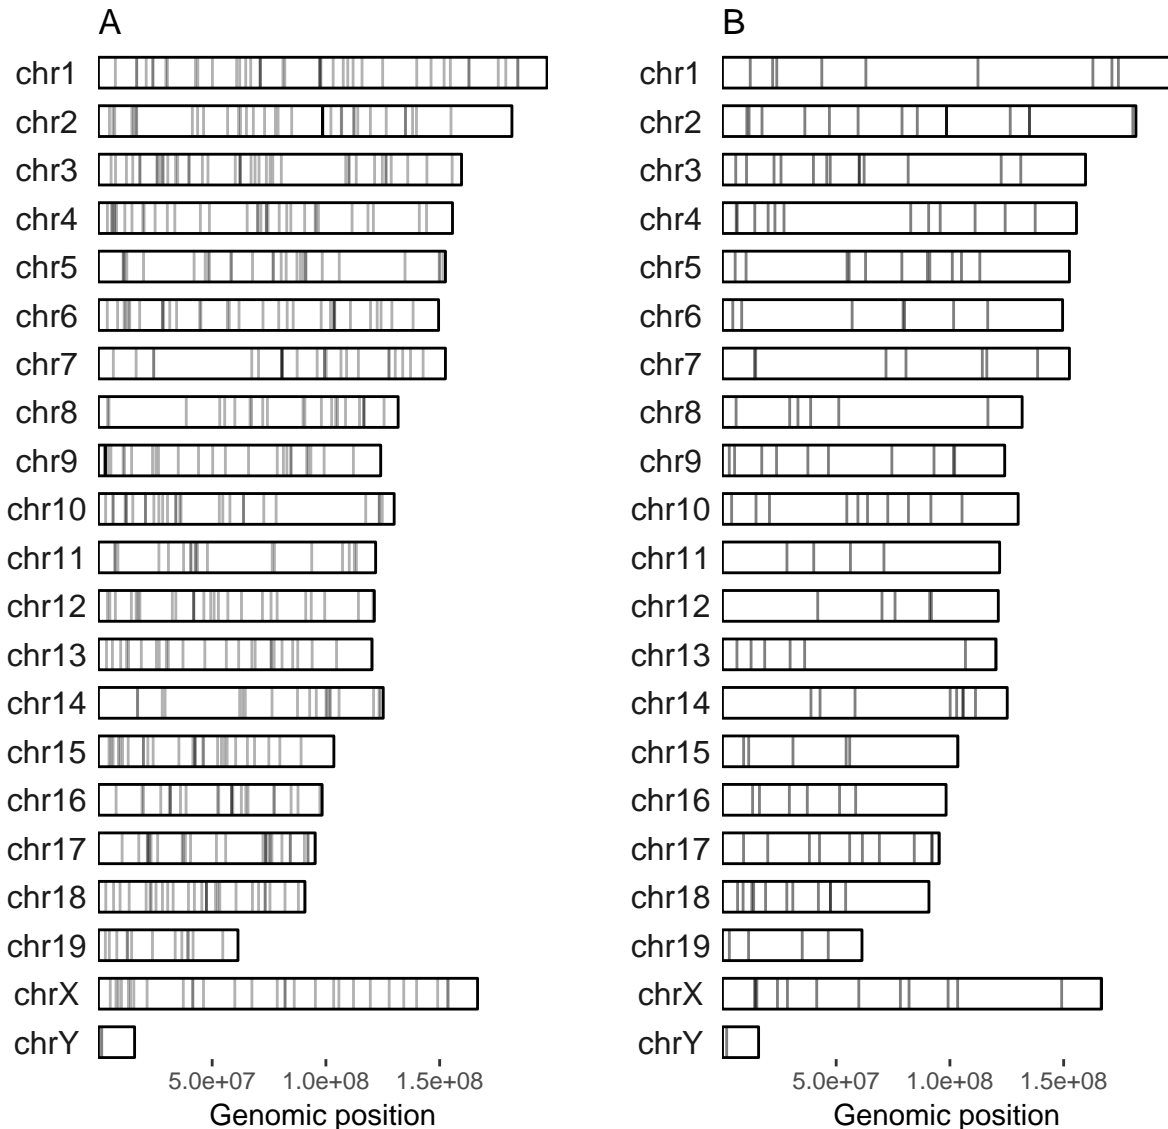 A
chr1
chr2
chr3
chr4
chr5
chr6
chr7
chr8
chr9
chr10
chr11
chr12
chr13
chr14
chr15
chr16
chr17
chr18
chr19
chrX
chrY
5.0e+07 1.0e+08 1.5e+08
Genomic position
B
chr1
chr2
chr3
chr4
chr5
chr6
chr7
chr8
chr9
chr10
chr11
chr12
chr13
chr14
chr15
chr16
chr17
chr18
chr19
chrX
chrY
5.0e+07 1.0e+08 1.5e+08
Genomic position